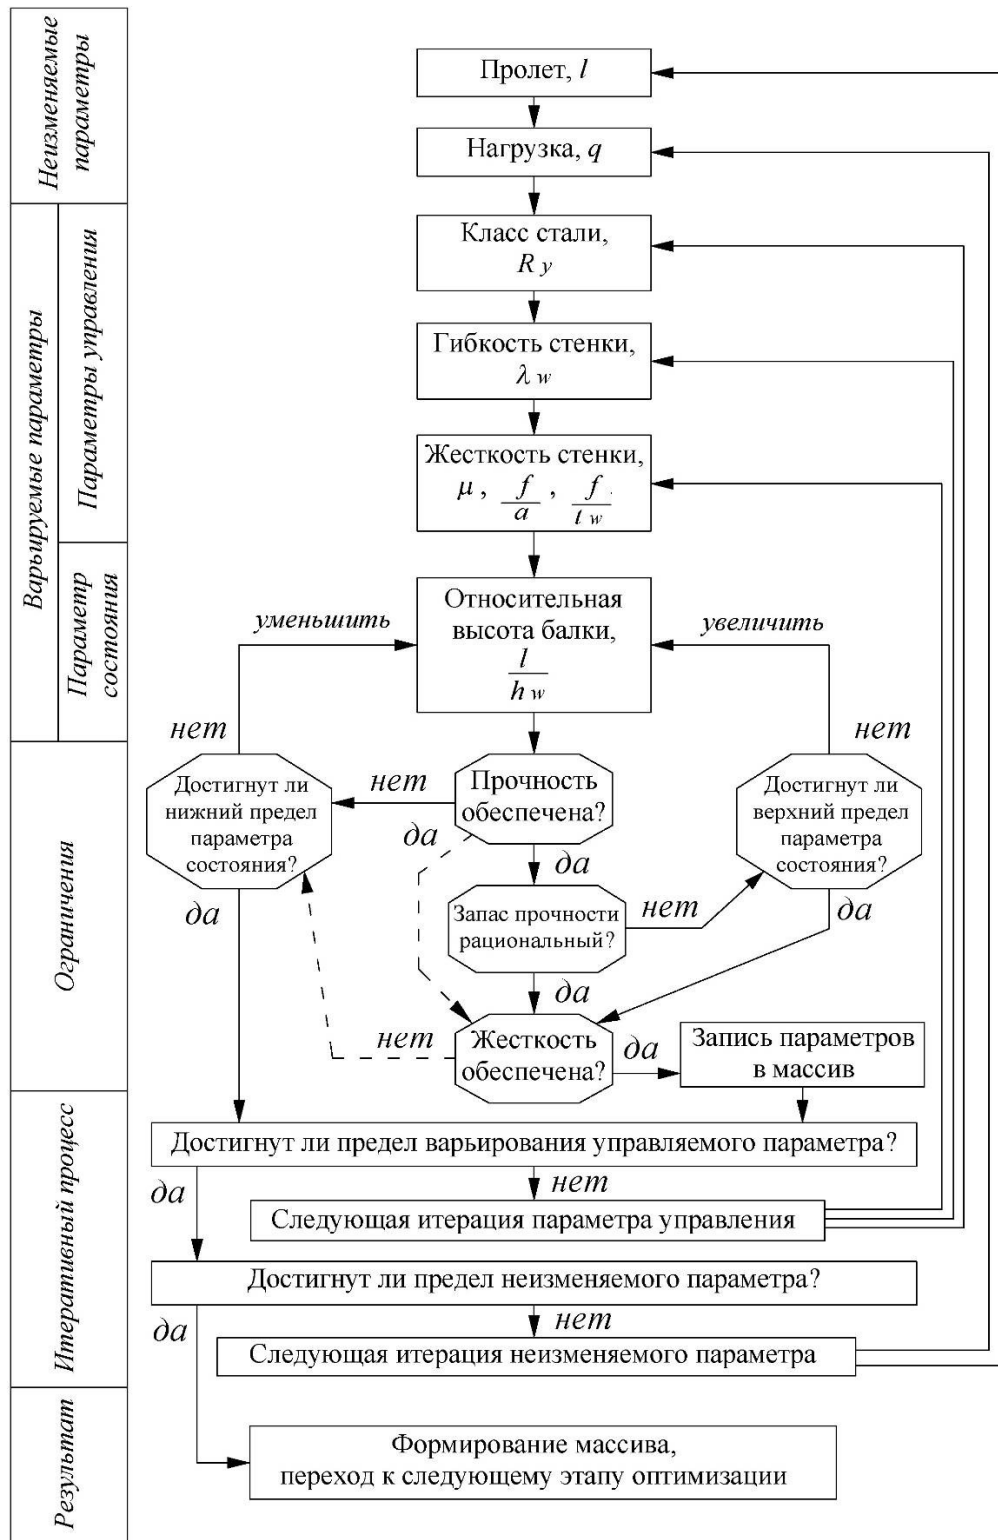 Неизменяемые
параметры
Варьируемые параметры
Параметры управления
Параметр
состояния
Ограничения
Итеративный процесс
Результат
Пролет, l
Нагрузка, q
Класс стали,
R y
Гибкость стенки,
λ w
Жесткость стенки,
μ , f/a , f/t w
Относительная
высота балки,
l/h w
уменьшить
увеличить
нет
нет
Достигнут ли
нижний предел
параметра
состояния?
нет
Прочность
обеспечена?
Достигнут ли
верхний предел
параметра
состояния?
да
да
да
Запас прочности
рациональный?
нет
да
да
нет
Жесткость
обеспечена?
да
Запись параметров
в массив
Достигнут ли предел варьирования управляемого параметра?
да
нет
Следующая итерация параметра управления
Достигнут ли предел неизменяемого параметра?
да
нет
Следующая итерация неизменяемого параметра
Формирование массива,
переход к следующему этапу оптимизации